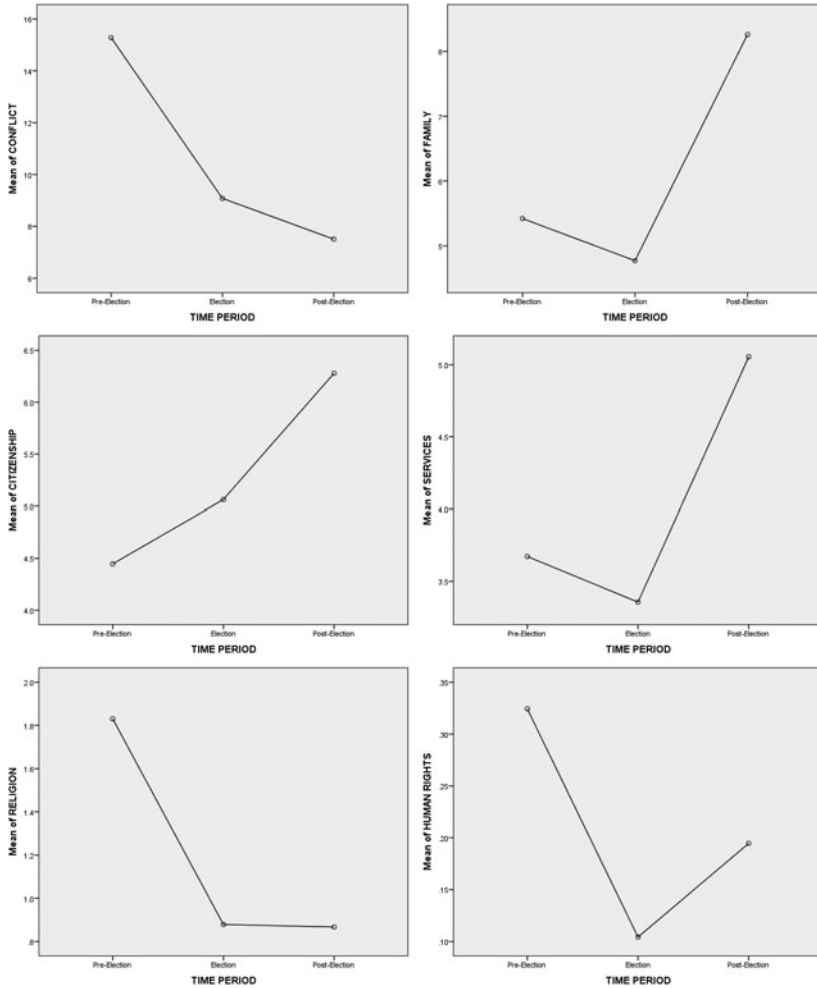 Mean of CONFLICT
16
14
12
10
8
6
Pre-Election Election Post-Election
TIME PERIOD
Mean of FAMILY
8
7
6
5
Pre-Election Election Post-Election
TIME PERIOD
Mean of CITIZENSHIP
6.5
6.0
5.5
5.0
4.5
4.0
Pre-Election Election Post-Election
TIME PERIOD
Mean of SERVICES
5.0
4.5
4.0
3.5
Pre-Election Election Post-Election
TIME PERIOD
Mean of RELIGION
2.0
1.8
1.6
1.4
1.2
1.0
.8
Pre-Election Election Post-Election
TIME PERIOD
Mean of HUMAN RIGHTS
.35
.30
.25
.20
.15
.10
Pre-Election Election Post-Election
TIME PERIOD